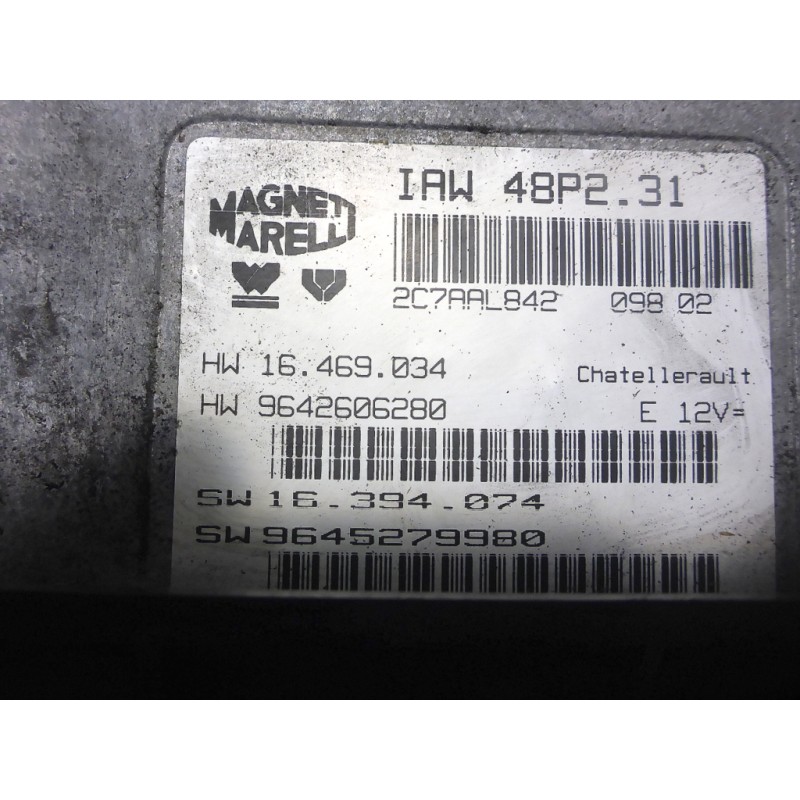 MAGNETI
MARELLI
IAW 48P2.31
2C7AAL842 098 02
HW 16.469.034
Chatellerault
HW 9642606280
E 12V=
SW 16.394.074
SW 9645279980